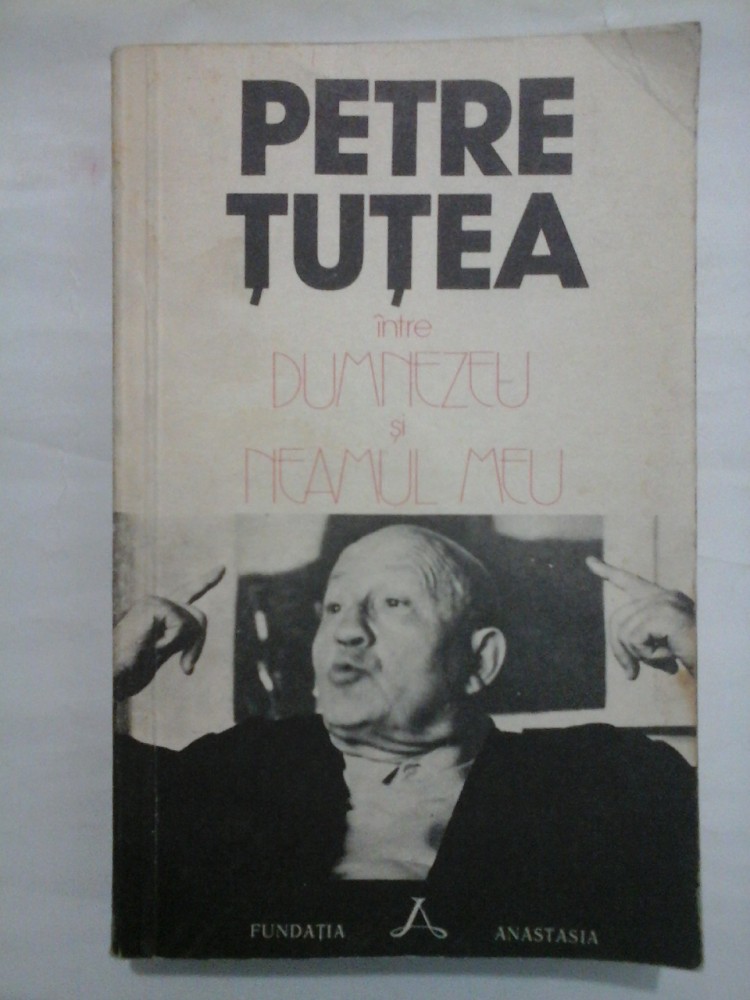 PETRE
ȚUȚEA
între
DUMNEZEU
și
NEAMUL MEU
FUNDAȚIA ANASTASIA